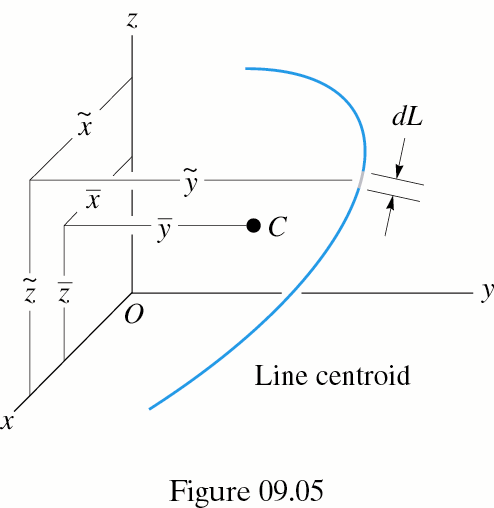 z
x̃
dL
ỹ
x̄
ȳ
C
z̃
z̄
y
O
Line centroid
x
Figure 09.05